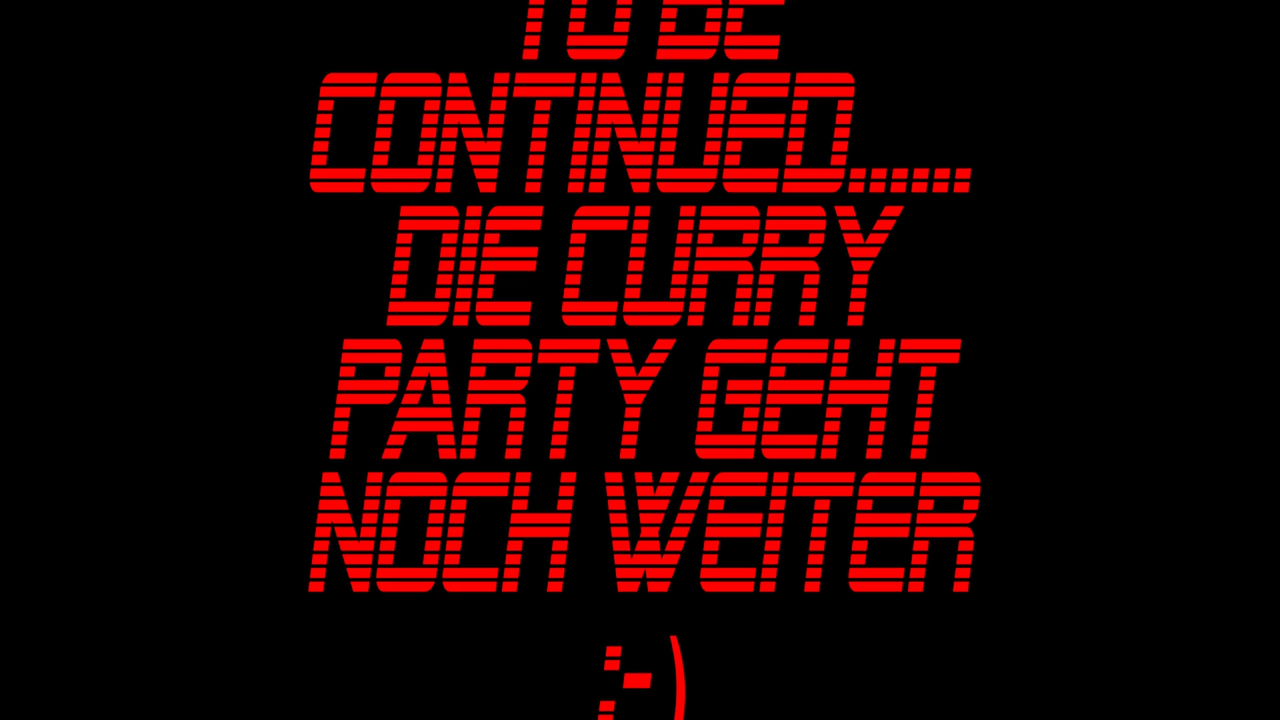 TO BE
CONTINUED......
DIE CURRY
PARTY GEHT
NOCH WEITER
;-)